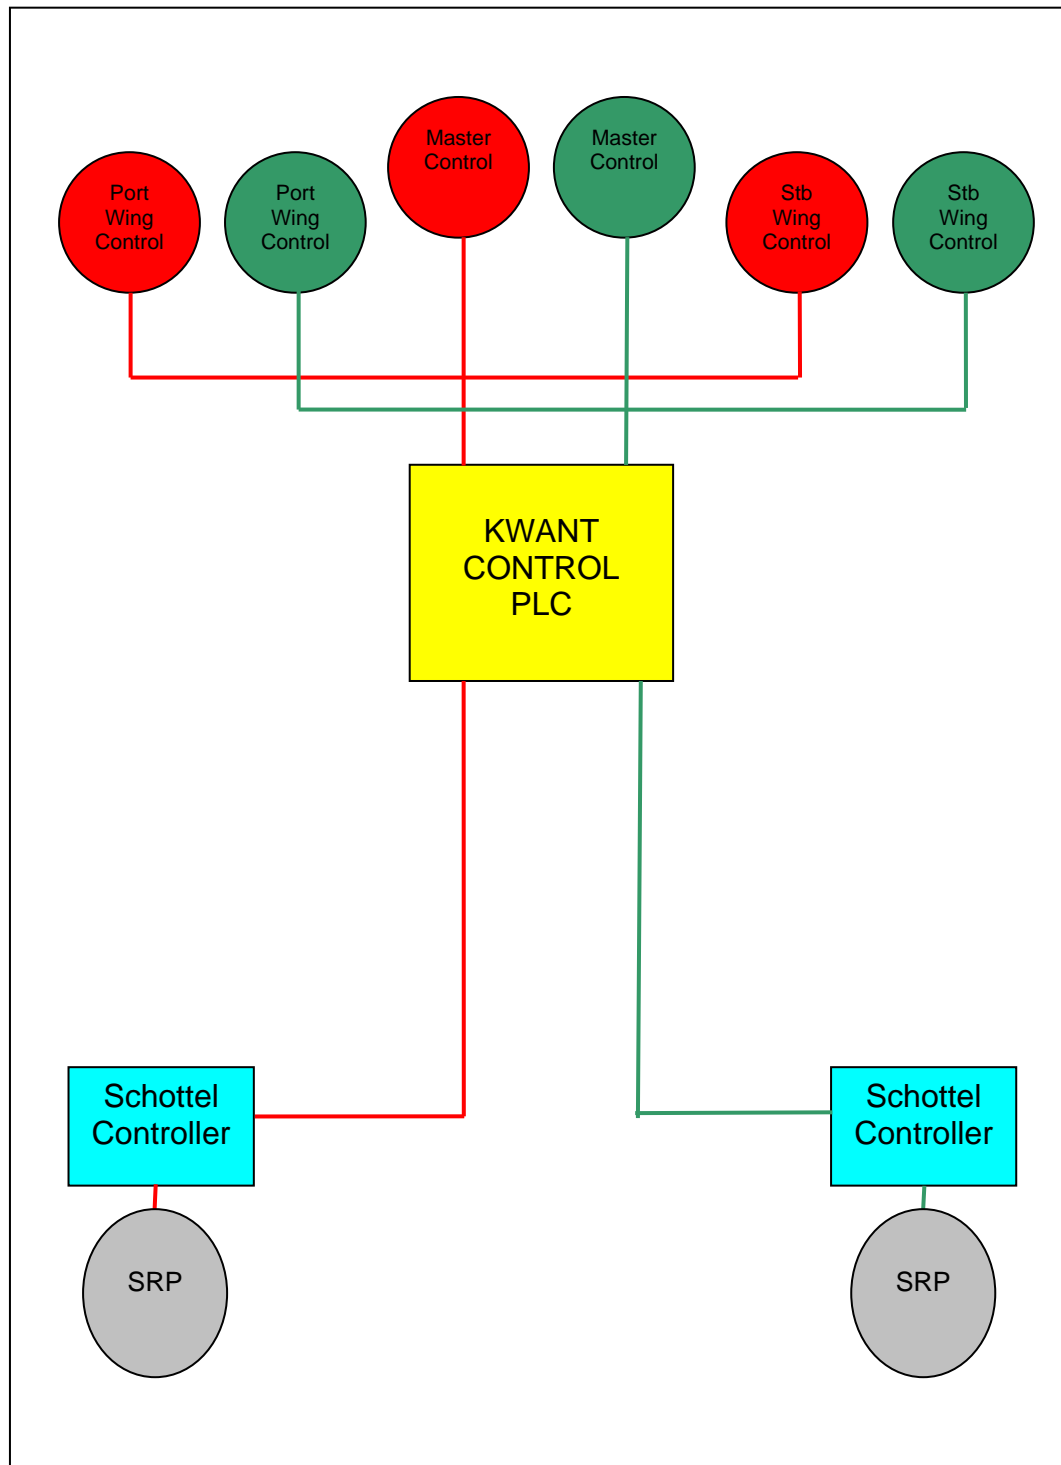 Master
Control
Master
Control
Port
Wing
Control
Port
Wing
Control
Stb
Wing
Control
Stb
Wing
Control
KWANT
CONTROL
PLC
Schottel
Controller
Schottel
Controller
SRP
SRP